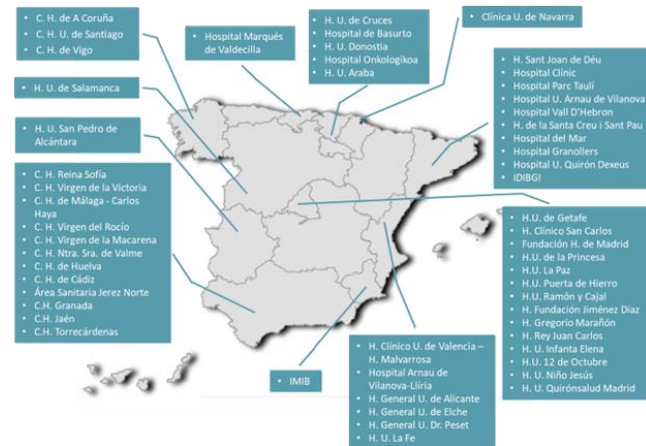 • C. H. de A Coruña
• C. H. U. de Santiago
• C. H. de Vigo
Hospital Marqués
de Valdecilla
• H. U. de Cruces
• Hospital de Basurto
• H. U. Donostia
• Hospital Onkologikoa
• H. U. Araba
• Clínica U. de Navarra
• H. U. de Salamanca
• H. U. San Pedro de
Alcántara
• H. Sant Joan de Déu
• Hospital Clínic
• Hospital Parc Taulí
• Hospital U. Arnau de Vilanova
• Hospital Vall D'Hebron
• H. de la Santa Creu i Sant Pau
• Hospital del Mar
• Hospital Granollers
• Hospital U. Quirón Dexeus
• IDIBGI
• C. H. Reina Sofía
• C. H. Virgen de la Victoria
• C. H. de Málaga - Carlos
Haya
• C. H. Virgen del Rocío
• C. H. Virgen de la Macarena
• C. H. Ntra. Sra. de Valme
• C. H. de Huelva
• C. H. de Cádiz
• Área Sanitaria Jerez Norte
• C.H. Granada
• C.H. Jaén
• C.H. Torrecárdenas
• H.U. de Getafe
• H. Clínico San Carlos
• Fundación H. de Madrid
• H.U. de la Princesa
• H.U. La Paz
• H.U. Puerta de Hierro
• H.U. Ramón y Cajal
• H. Fundación Jiménez Díaz
• H. Gregorio Marañón
• H. Rey Juan Carlos
• H. U. Infanta Elena
• H.U. 12 de Octubre
• H. U. Niño Jesús
• H. U. Quirónsalud Madrid
• IMIB
• H. Clínico U. de Valencia –
H. Malvarrosa
• Hospital Arnau de
Vilanova-Llíria
• H. General U. de Alicante
• H. General U. de Elche
• H. General U. Dr. Peset
• H. U. La Fe